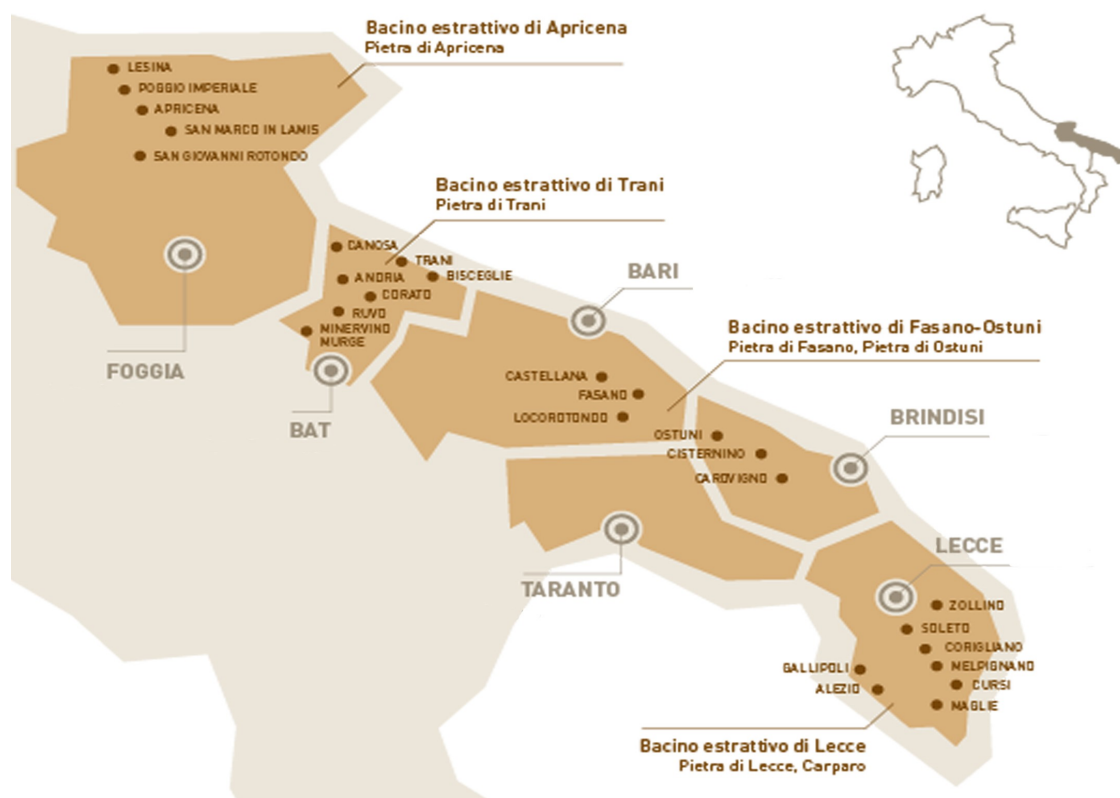 Bacino estrattivo di Apricena
Pietra di Apricena
LESINA
POGGIO IMPERIALE
APRICENA
SAN MARCO IN LAMIS
SAN GIOVANNI ROTONDO
Bacino estrattivo di Trani
Pietra di Trani
CANOSA
TRANI
BISCEGLIE
ANDRIA
CORATO
RUVO
MINERVINO
MURGE
FOGGIA
BAT
BARI
Bacino estrattivo di Fasano-Ostuni
Pietra di Fasano, Pietra di Ostuni
CASTELLANA
FASANO
LOCOROTONDO
OSTUNI
CISTERNINO
CAROVIGNO
BRINDISI
TARANTO
LECCE
ZOLLINO
SOLETO
CORIGLIANO
MELPIGNANO
CURSI
MAGLIE
GALLIPOLI
ALEZIO
Bacino estrattivo di Lecce
Pietra di Lecce, Carparo